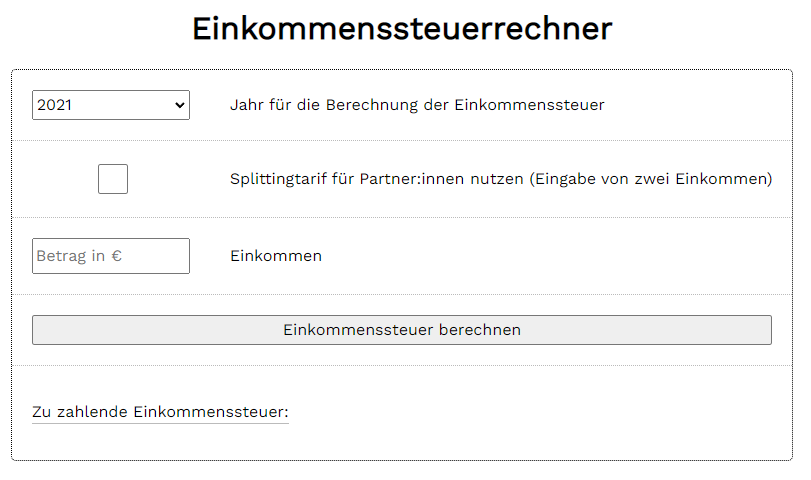 Einkommenssteuerrechner
2021 Jahr für die Berechnung der Einkommenssteuer
Splittingtarif für Partner:innen nutzen (Eingabe von zwei Einkommen)
Betrag in € Einkommen
Einkommenssteuer berechnen
Zu zahlende Einkommenssteuer: